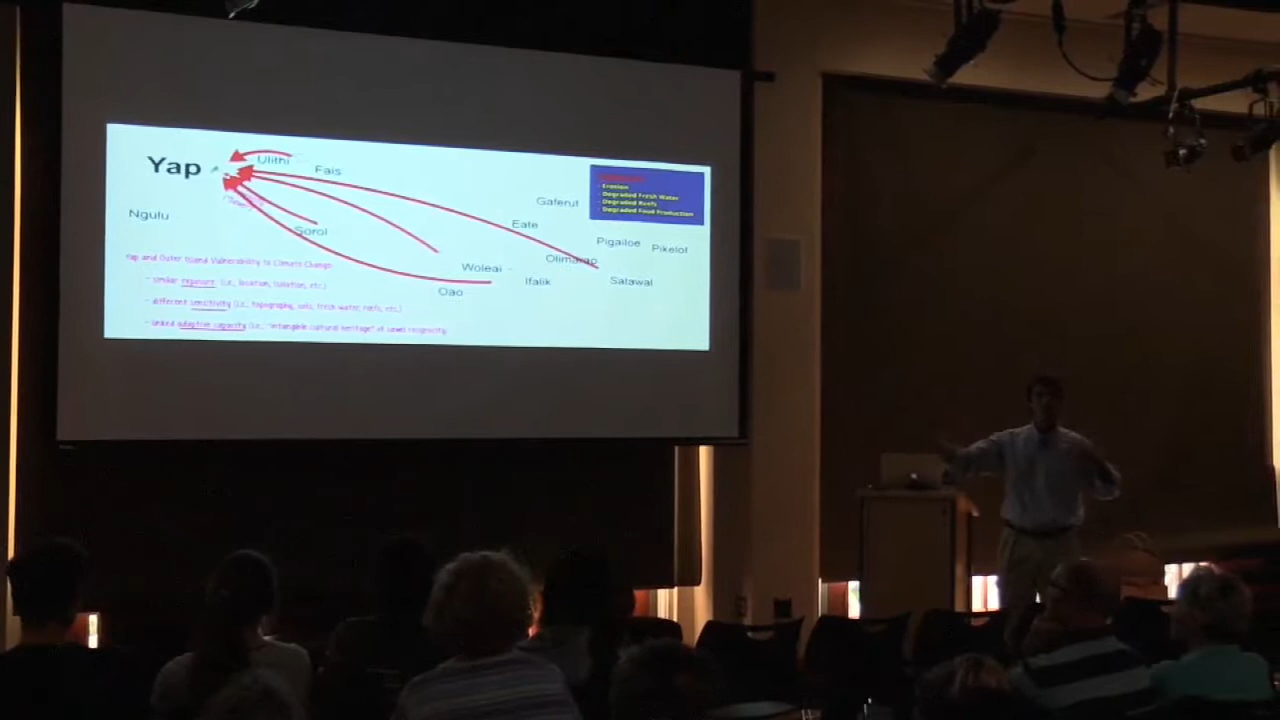 Yap
Ulithi
Fais
Ngulu
Sorol
Gaferut
Eate
Pigailoe
Pikelot
Olimarao
Woleai
Ifalik
Satawal
Oao
- Erosion
- Degraded Fresh Water
- Degraded Reefs
- Degraded Food Production
Yap and Outer Island Vulnerability to Climate Change:
- similar exposure (i.e., location, isolation, etc.)
- different sensitivity (i.e., topography, soils, fresh water, reefs, etc.)
- linked adaptive capacity (i.e., "intangible cultural heritage" of sawei reciprocity